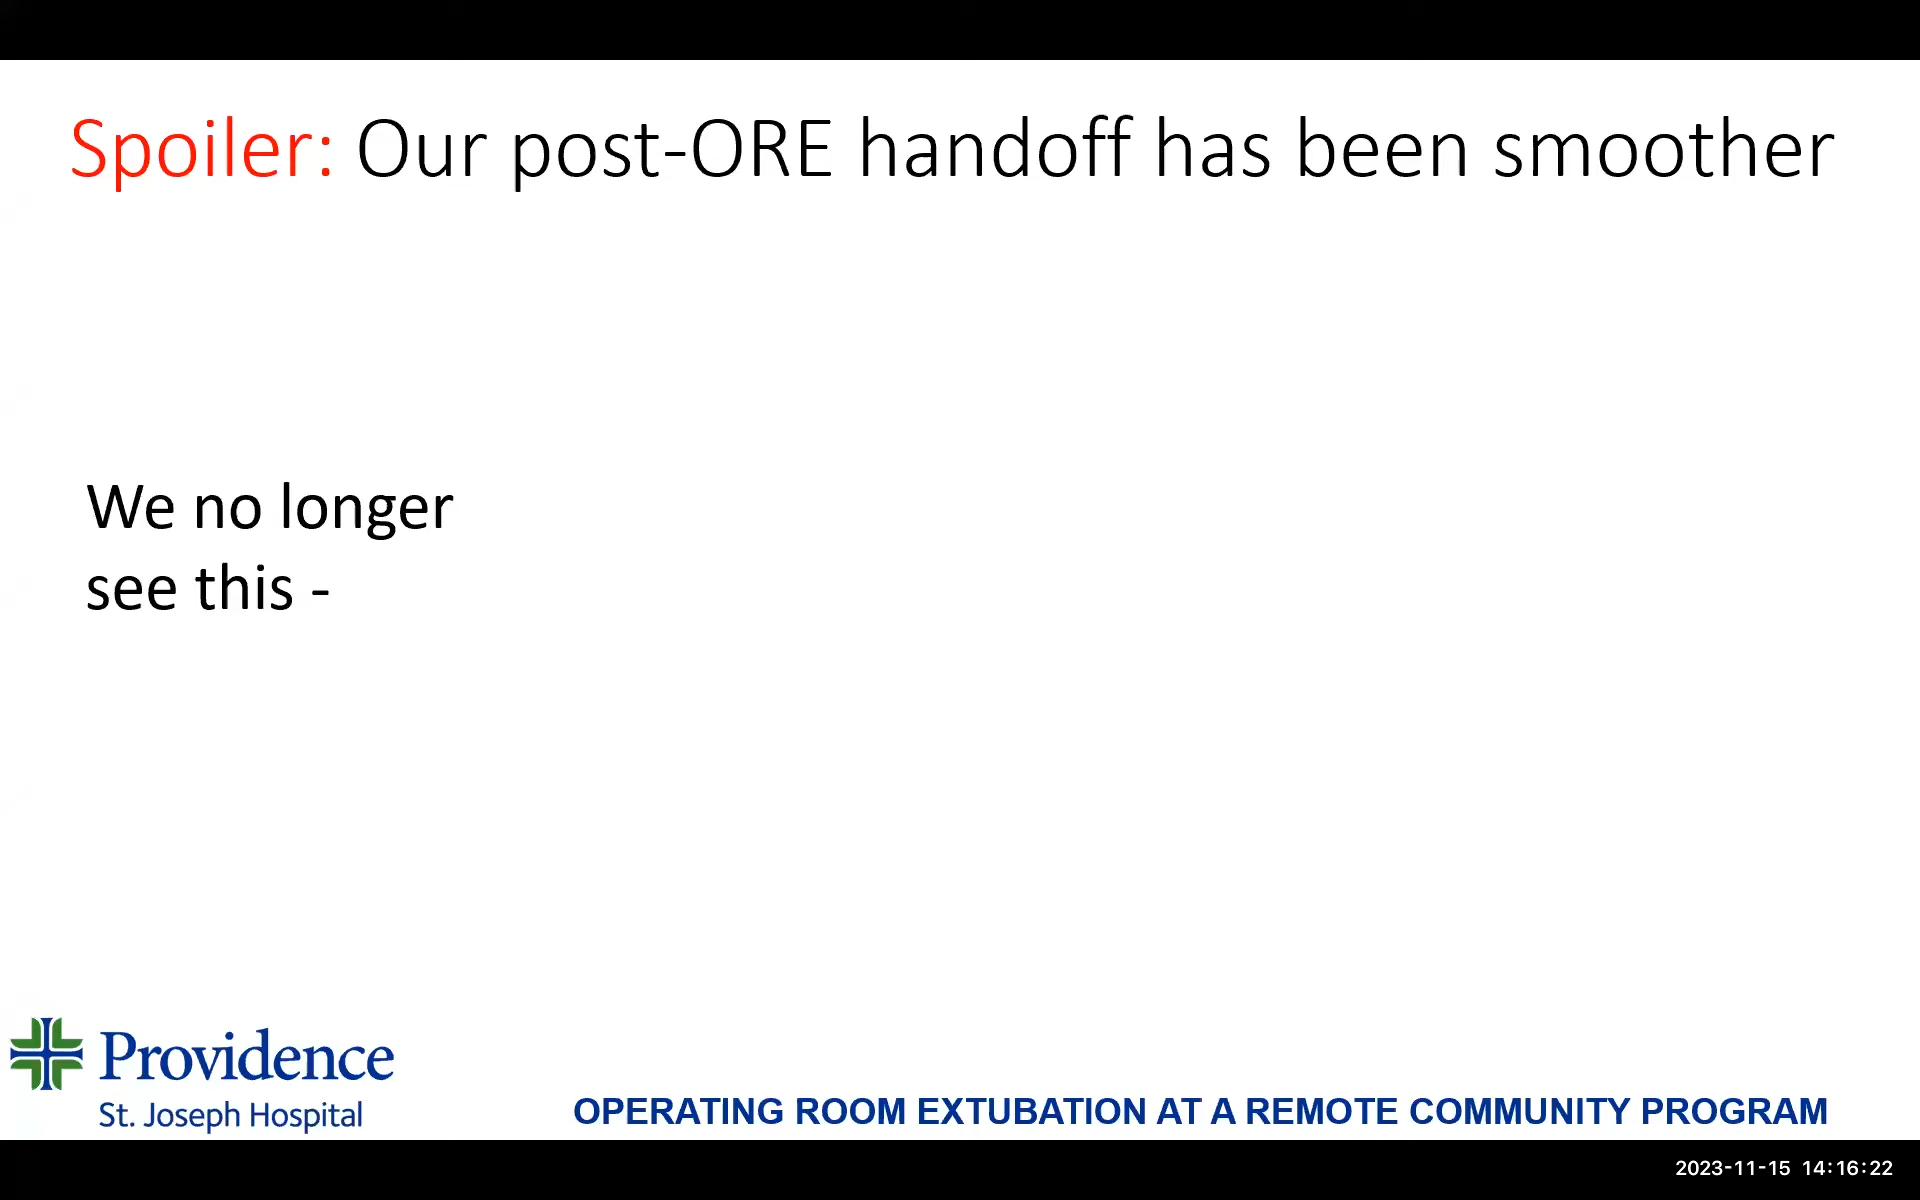 Spoiler: Our post-ORE handoff has been smoother
We no longer
see this -
Providence
St. Joseph Hospital
OPERATING ROOM EXTUBATION AT A REMOTE COMMUNITY PROGRAM
2023-11-15 14:16:22